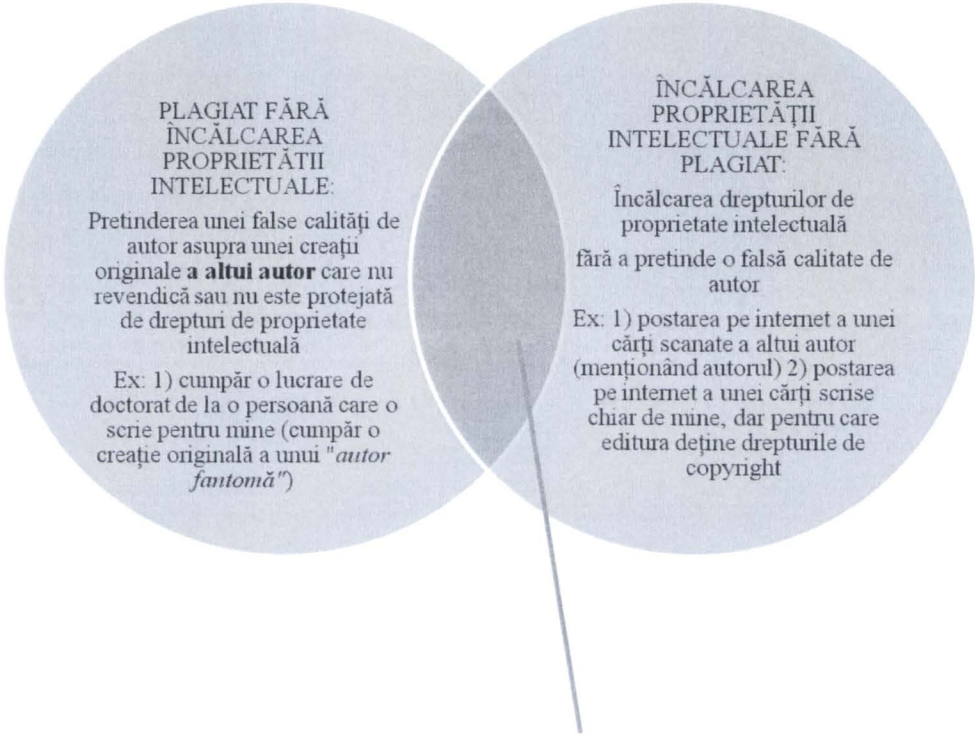 PLAGIAT FĂRĂ
ÎNCĂLCAREA
PROPRIETĂTII
INTELECTUALE:
Pretinderea unei false calități de
autor asupra unei creații
originale a altui autor care nu
revendică sau nu este protejată
de drepturi de proprietate
intelectuală
Ex: 1) cumpăr o lucrare de
doctorat de la o persoană care o
scrie pentru mine (cumpăr o
creație originală a unui "autor
fantomă")
ÎNCĂLCAREA
PROPRIETĂȚII
INTELECTUALE FĂRĂ
PLAGIAT:
Încălcarea drepturilor de
proprietate intelectuală
fără a pretinde o falsă calitate de
autor
Ex: 1) postarea pe internet a unei
cărți scanate a altui autor
(menționând autorul) 2) postarea
pe internet a unei cărți scrise
chiar de mine, dar pentru care
editura deține drepturile de
copyright